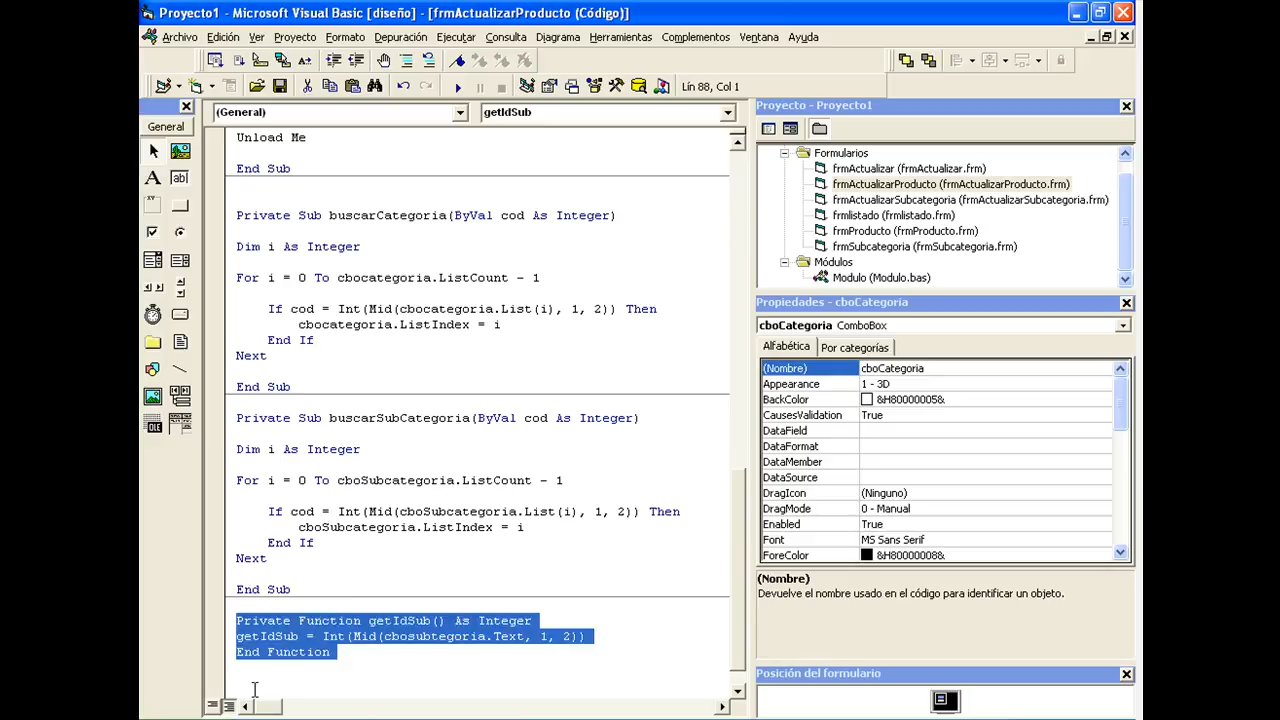 Proyecto1 - Microsoft Visual Basic [diseño] - [frmActualizarProducto (Código)]
Archivo Edición Ver Proyecto Formato Depuración Ejecutar Consulta Diagrama Herramientas Complementos Ventana Ayuda
Lín 88, Col 1
General
(General) getIdSub
Unload Me
End Sub
Private Sub buscarCategoria(ByVal cod As Integer)
Dim i As Integer
For i = 0 To cbocategoria.ListCount - 1
If cod = Int(Mid(cbocategoria.List(i), 1, 2)) Then
cbocategoria.ListIndex = i
End If
Next
End Sub
Private Sub buscarSubCategoria(ByVal cod As Integer)
Dim i As Integer
For i = 0 To cboSubcategoria.ListCount - 1
If cod = Int(Mid(cboSubcategoria.List(i), 1, 2)) Then
cboSubcategoria.ListIndex = i
End If
Next
End Sub
Private Function getIdSub() As Integer
getIdSub = Int(Mid(cbosubtegoria.Text, 1, 2))
End Function
Proyecto - Proyecto1
Formularios
frmActualizar (frmActualizar.frm)
frmActualizarProducto (frmActualizarProducto.frm)
frmActualizarSubcategoria (frmActualizarSubcategoria.frm)
frmlistado (frmlistado.frm)
frmProducto (frmProducto.frm)
frmSubcategoria (frmSubcategoria.frm)
Módulos
Modulo (Modulo.bas)
Propiedades - cboCategoria
cboCategoria ComboBox
Alfabética Por categorías
(Nombre) cboCategoria
Appearance 1 - 3D
BackColor &H80000005&
CausesValidation True
DataField
DataFormat
DataMember
DataSource
DragIcon (Ninguno)
DragMode 0 - Manual
Enabled True
Font MS Sans Serif
ForeColor &H80000008&
(Nombre)
Devuelve el nombre usado en el código para identificar un objeto.
Posición del formulario